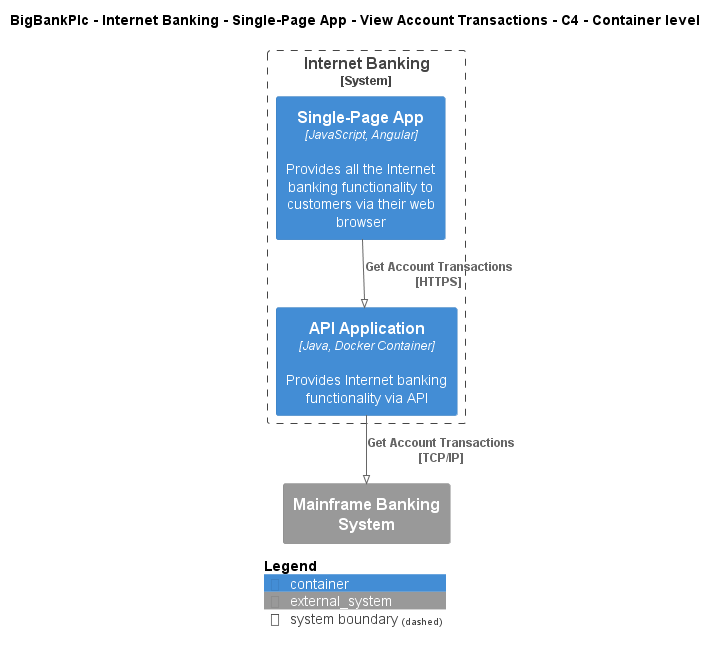 BigBankPlc - Internet Banking - Single-Page App - View Account Transactions - C4 - Container level
Internet Banking
[System]
Single-Page App
[JavaScript, Angular]
Provides all the Internet
banking functionality to
customers via their web
browser
Get Account Transactions
[HTTPS]
API Application
[Java, Docker Container]
Provides Internet banking
functionality via API
Get Account Transactions
[TCP/IP]
Mainframe Banking
System
Legend
container
external_system
system boundary (dashed)